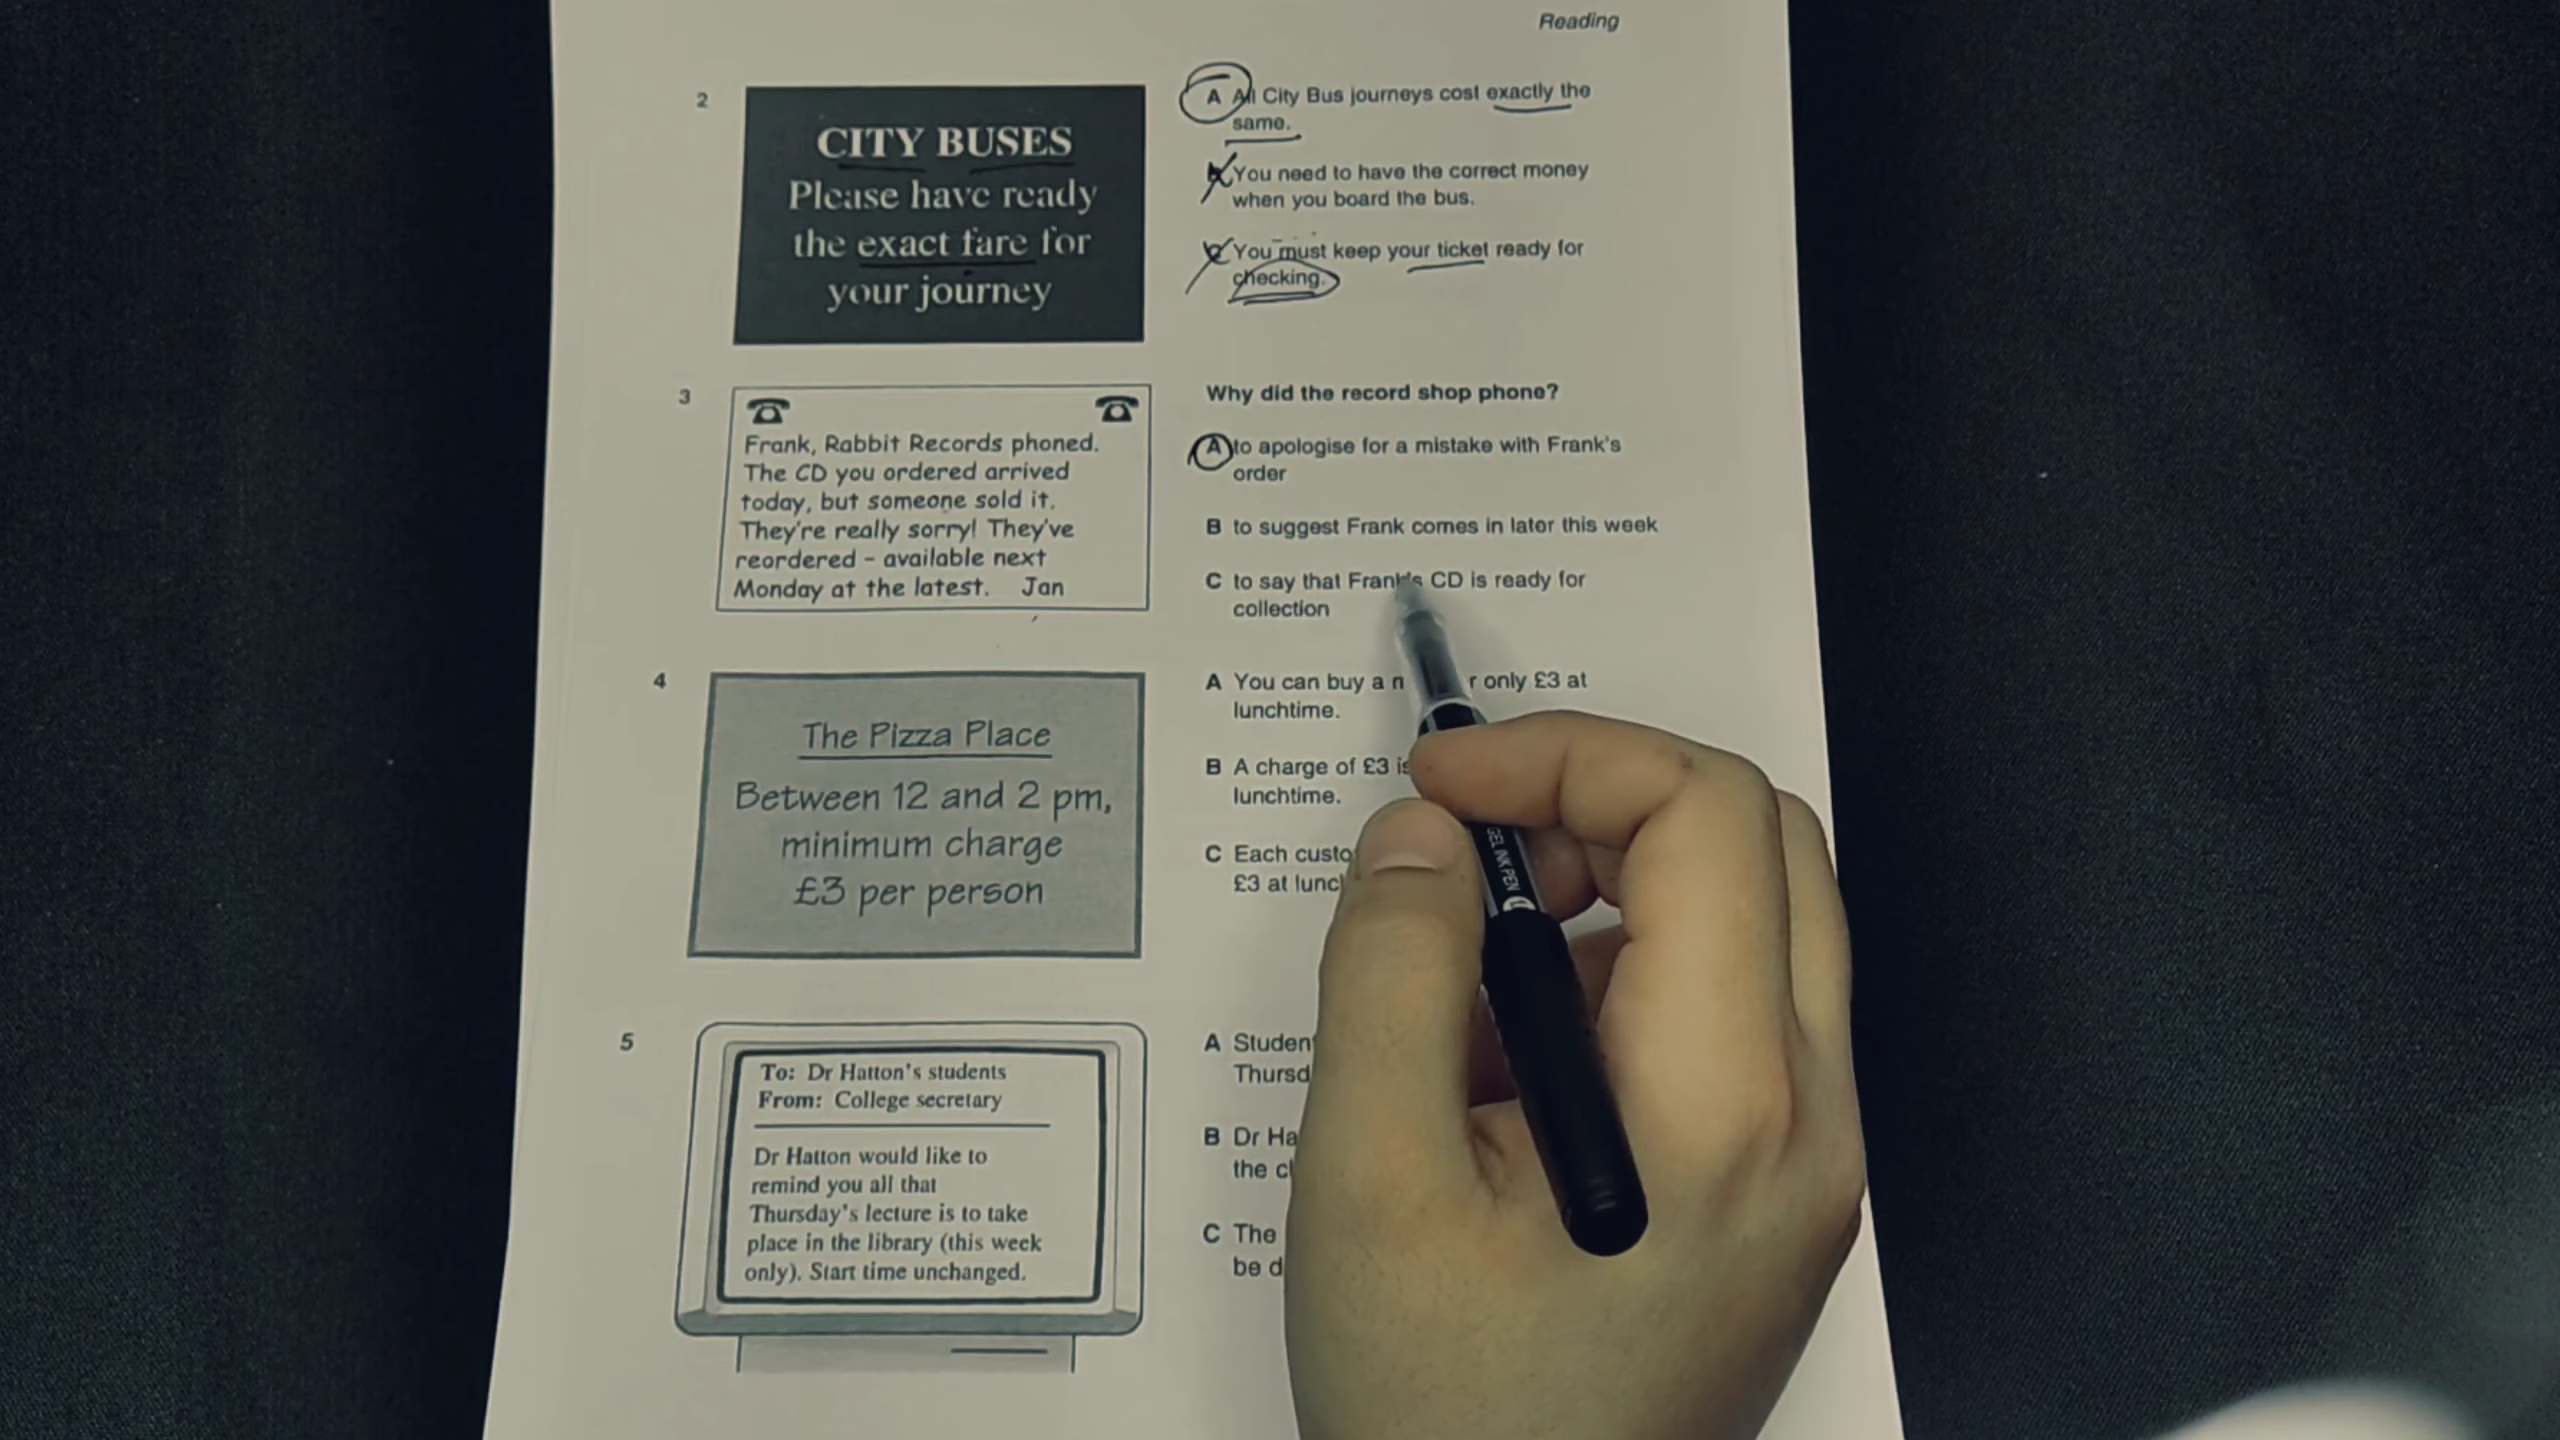 Reading
2
CITY BUSES
Please have ready
the exact fare for
your journey
A All City Bus journeys cost exactly the
same.
You need to have the correct money
when you board the bus.
You must keep your ticket ready for
checking.
3
Frank, Rabbit Records phoned.
The CD you ordered arrived
today, but someone sold it.
They're really sorry! They've
reordered – available next
Monday at the latest. Jan
Why did the record shop phone?
A to apologise for a mistake with Frank's
order
B to suggest Frank comes in later this week
C to say that Frank's CD is ready for
collection
4
The Pizza Place
Between 12 and 2 pm,
minimum charge
£3 per person
A You can buy a only £3 at
lunchtime.
B A charge of £3
lunchtime.
C Each
£3 at
5
To: Dr Hatton's students
From: College secretary
Dr Hatton would like to
remind you all that
Thursday's lecture is to take
place in the library (this week
only). Start time unchanged.
A
B Dr
the
C The
be
GEL INK PEN